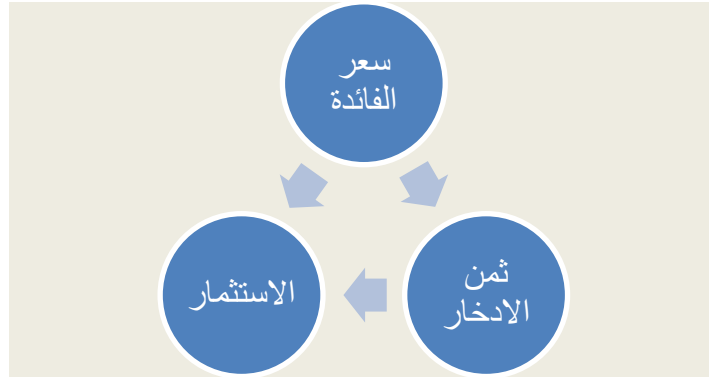 سعر
الفائدة
ثمن
الادخار
الاستثمار